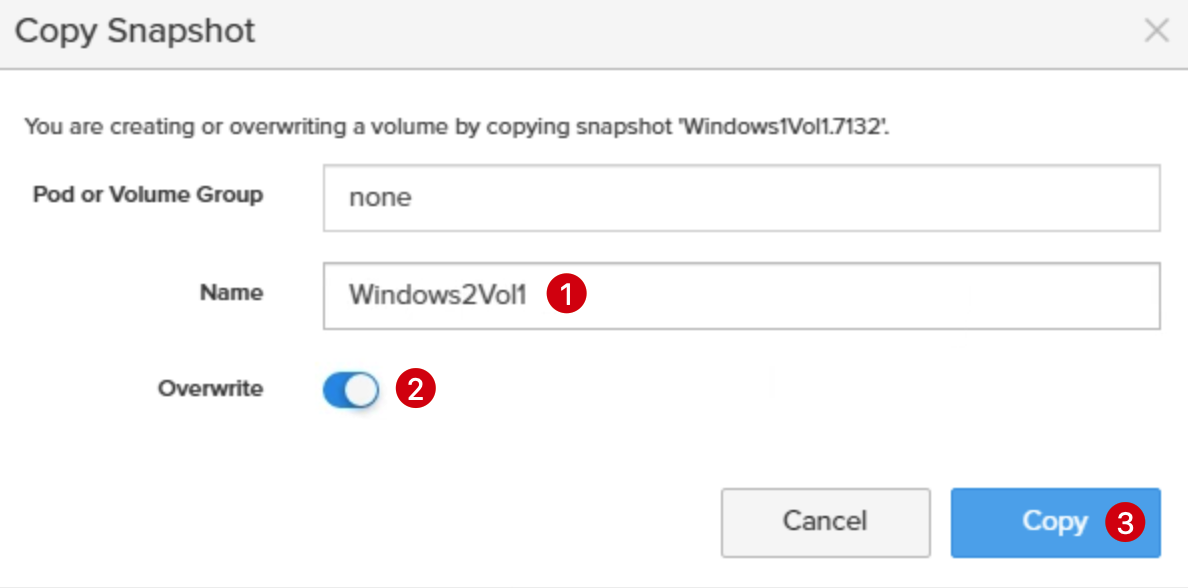 Copy Snapshot
You are creating or overwriting a volume by copying snapshot 'Windows1Vol1.7132'.
Pod or Volume Group none
Name Windows2Vol1 1
Overwrite 2
Cancel Copy 3